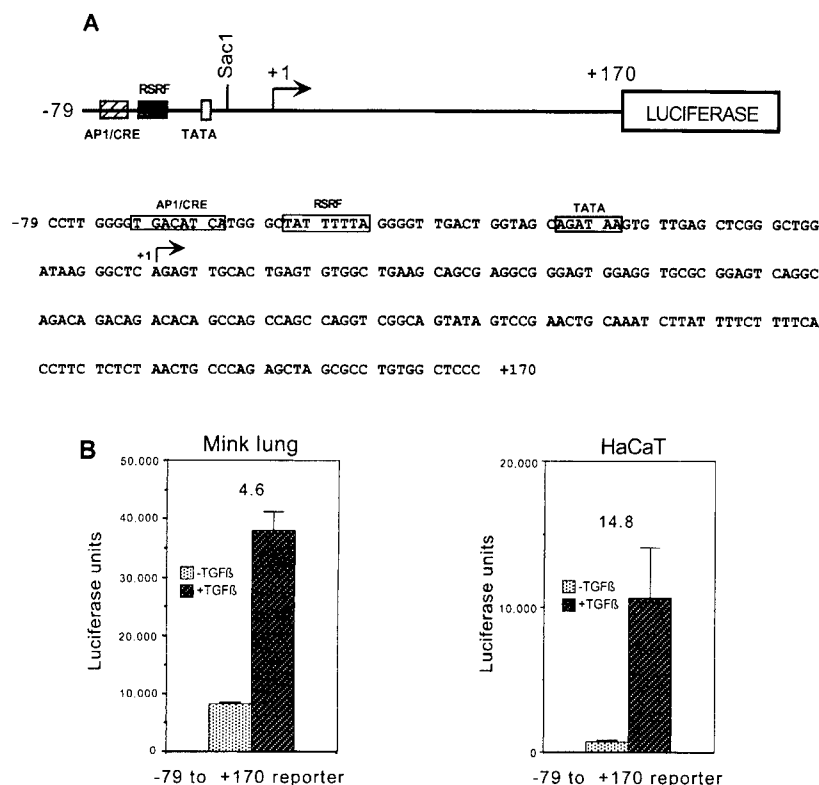 A
Sac1
+1
+170
RSRF
-79
LUCIFERASE
AP1/CRE
TATA
AP1/CRE
RSRF
TATA
-79 CCTT GGGGT GACATC ATGG GCTAT TTTTA GGGGT TGACT GGTAG CAGAT AAGTG TTGAG CTCGG GCTGG
+1
ATAAG GGCTC AGAGT TGCAC TGAGT GTGGC TGAAG CAGCG AGGCG GGAGT GGAGG TGCGC GGAGT CAGGC
AGACA GACAG ACACA GCCAG CCAGC CAGGT CGGCA GTATA GTCCG AACTG CAAAT CTTAT TTTCT TTTCA
CCTTC TCTCT AACTG CCCAG AGCTA GCGCC TGTGG CTCCC +170
B
Mink lung
50.000
40.000
30.000
20.000
10.000
0
Luciferase units
4.6
-TGFß
+TGFß
-79 to +170 reporter
HaCaT
20,000
10,000
0
Luciferase units
14.8
-TGFß
+TGFß
-79 to +170 reporter